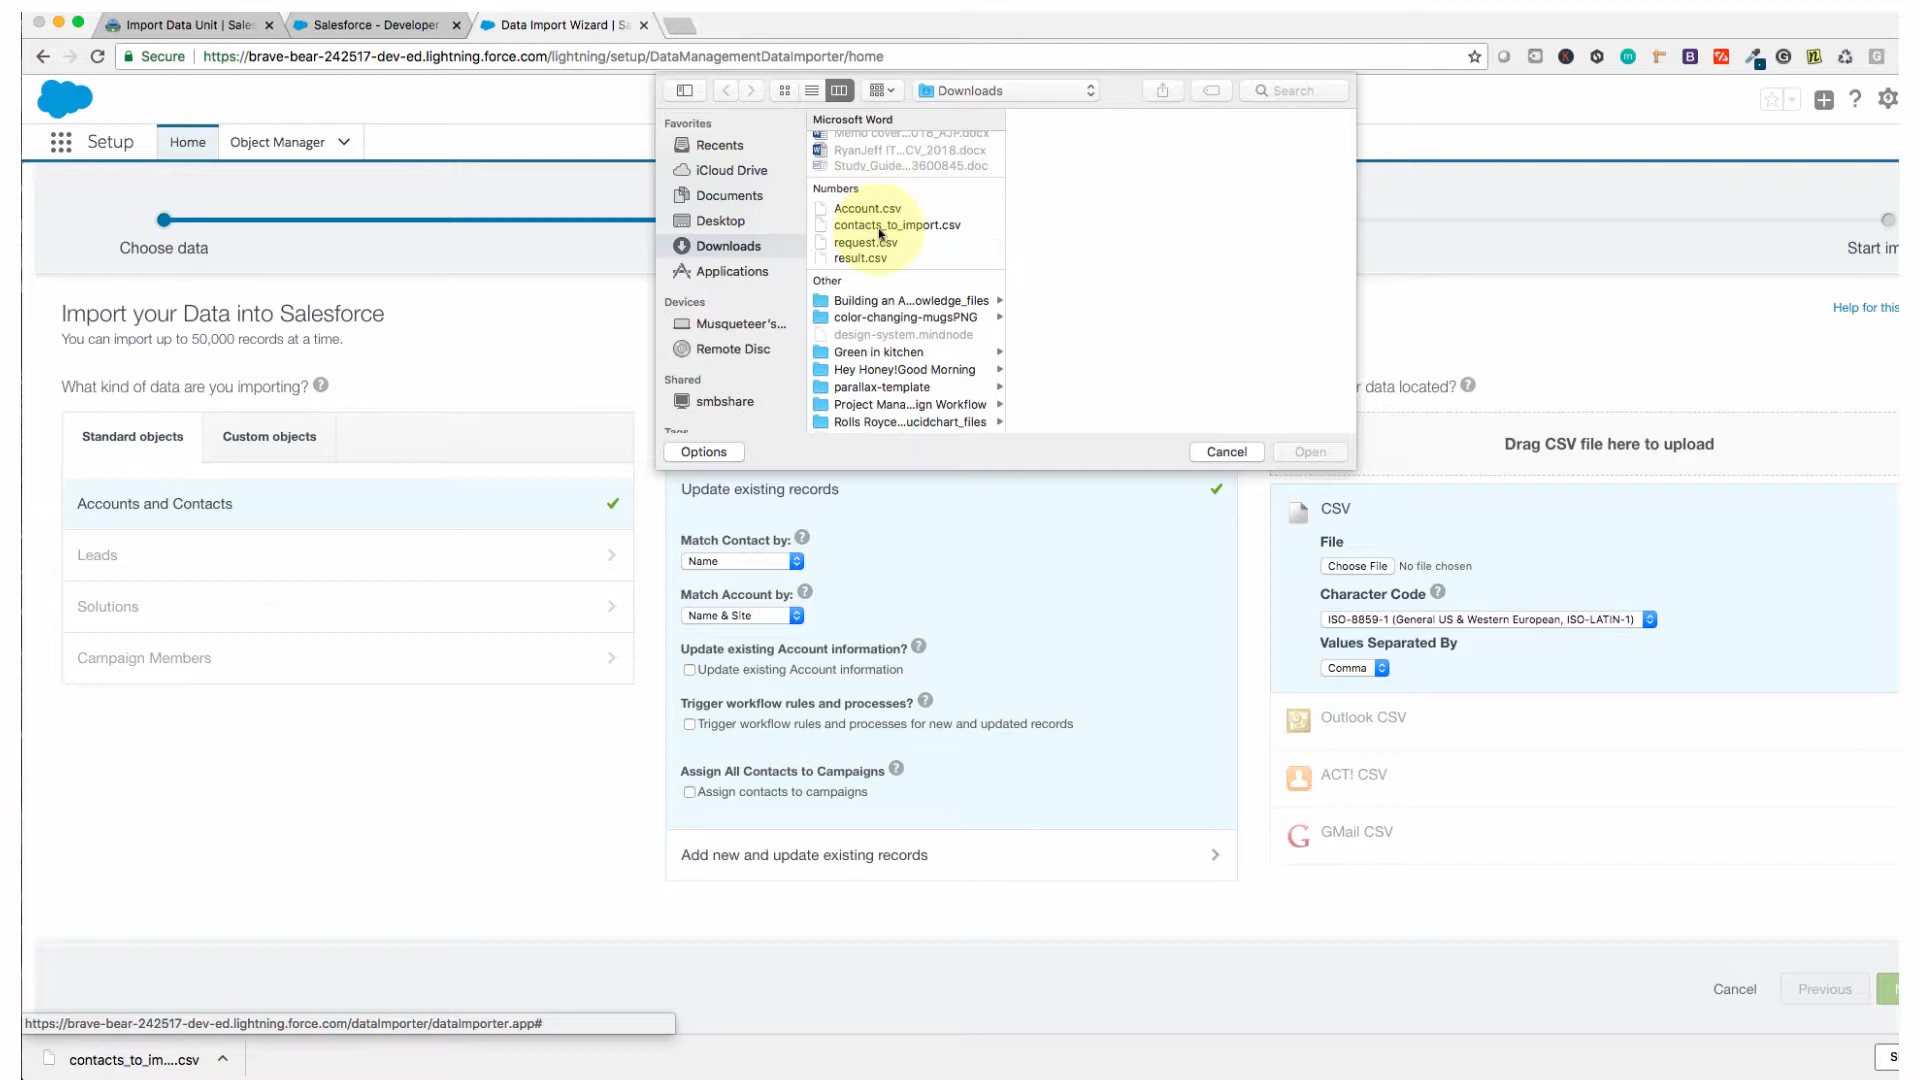 Import Data Unit | Sales
Salesforce - Developer
Data Import Wizard | S
Secure
https://brave-bear-242517-dev-ed.lightning.force.com/lightning/setup/DataManagementDataImporter/home
Downloads
Search
Setup
Home
Object Manager
Favorites
Recents
iCloud Drive
Documents
Desktop
Downloads
Applications
Devices
Musqueteer's...
Remote Disc
Shared
smbshare
Tags
Microsoft Word
Memo cover...018_AJP.docx
RyanJeff IT...CV_2018.docx
Study_Guide...3600845.doc
Numbers
Account.csv
contacts_to_import.csv
request.csv
result.csv
Other
Building an A...owledge_files
color-changing-mugsPNG
design-system.mindnode
Green in kitchen
Hey Honey!Good Morning
parallax-template
Project Mana...ign Workflow
Rolls Royce...ucidchart_files
Options
Cancel
Open
Choose data
Start im
Import your Data into Salesforce
You can import up to 50,000 records at a time.
Help for this
What kind of data are you importing?
Standard objects
Custom objects
Accounts and Contacts
Leads
Solutions
Campaign Members
Update existing records
Match Contact by:
Name
Match Account by:
Name & Site
Update existing Account information?
Update existing Account information
Trigger workflow rules and processes?
Trigger workflow rules and processes for new and updated records
Assign All Contacts to Campaigns
Assign contacts to campaigns
Add new and update existing records
r data located?
Drag CSV file here to upload
CSV
File
Choose File No file chosen
Character Code
ISO-8859-1 (General US & Western European, ISO-LATIN-1)
Values Separated By
Comma
Outlook CSV
ACT! CSV
GMail CSV
Cancel
Previous
https://brave-bear-242517-dev-ed.lightning.force.com/dataImporter/dataImporter.app#
contacts_to_im....csv
S